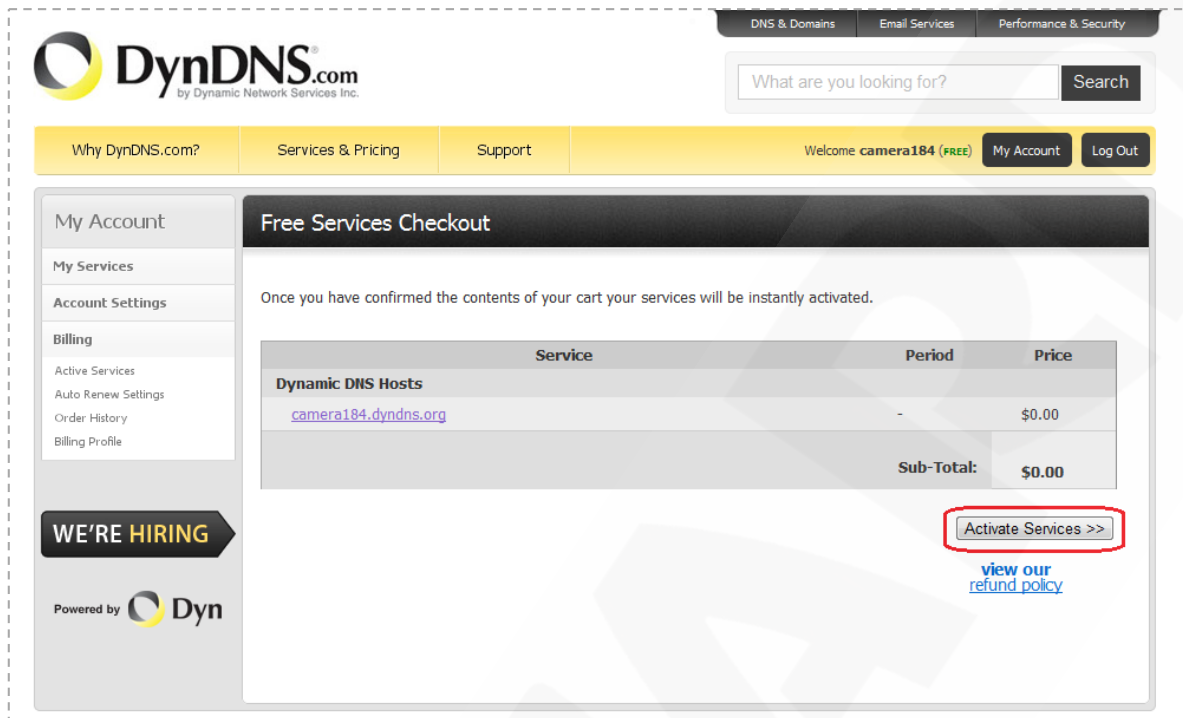 DNS & Domains Email Services Performance & Security
DynDNS.com
by Dynamic Network Services Inc.
What are you looking for? Search
Why DynDNS.com? Services & Pricing Support Welcome camera184 (FREE) My Account Log Out
My Account
My Services
Account Settings
Billing
Active Services
Auto Renew Settings
Order History
Billing Profile
WE'RE HIRING
Powered by Dyn
Free Services Checkout
Once you have confirmed the contents of your cart your services will be instantly activated.
Service Period Price
Dynamic DNS Hosts
camera184.dyndns.org - $0.00
Sub-Total: $0.00
Activate Services >>
view our
refund policy